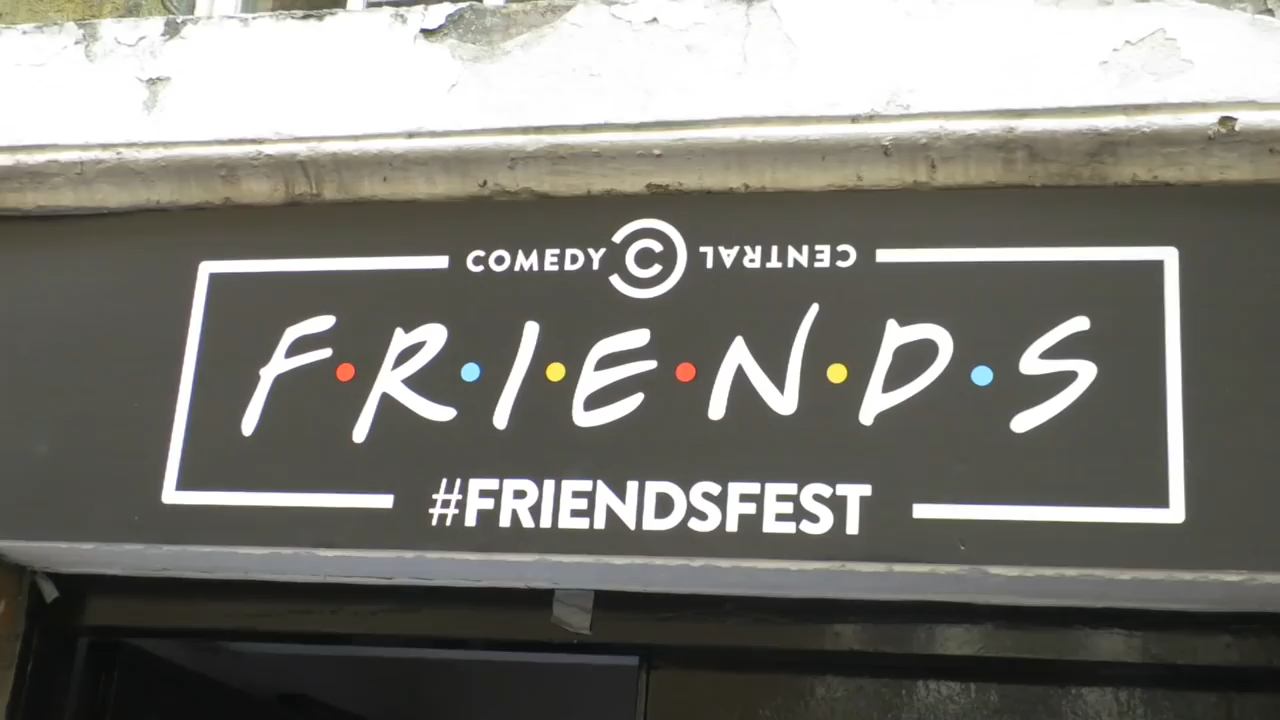 COMEDY C CENTRAL
F•R•I•E•N•D•S
#FRIENDSFEST